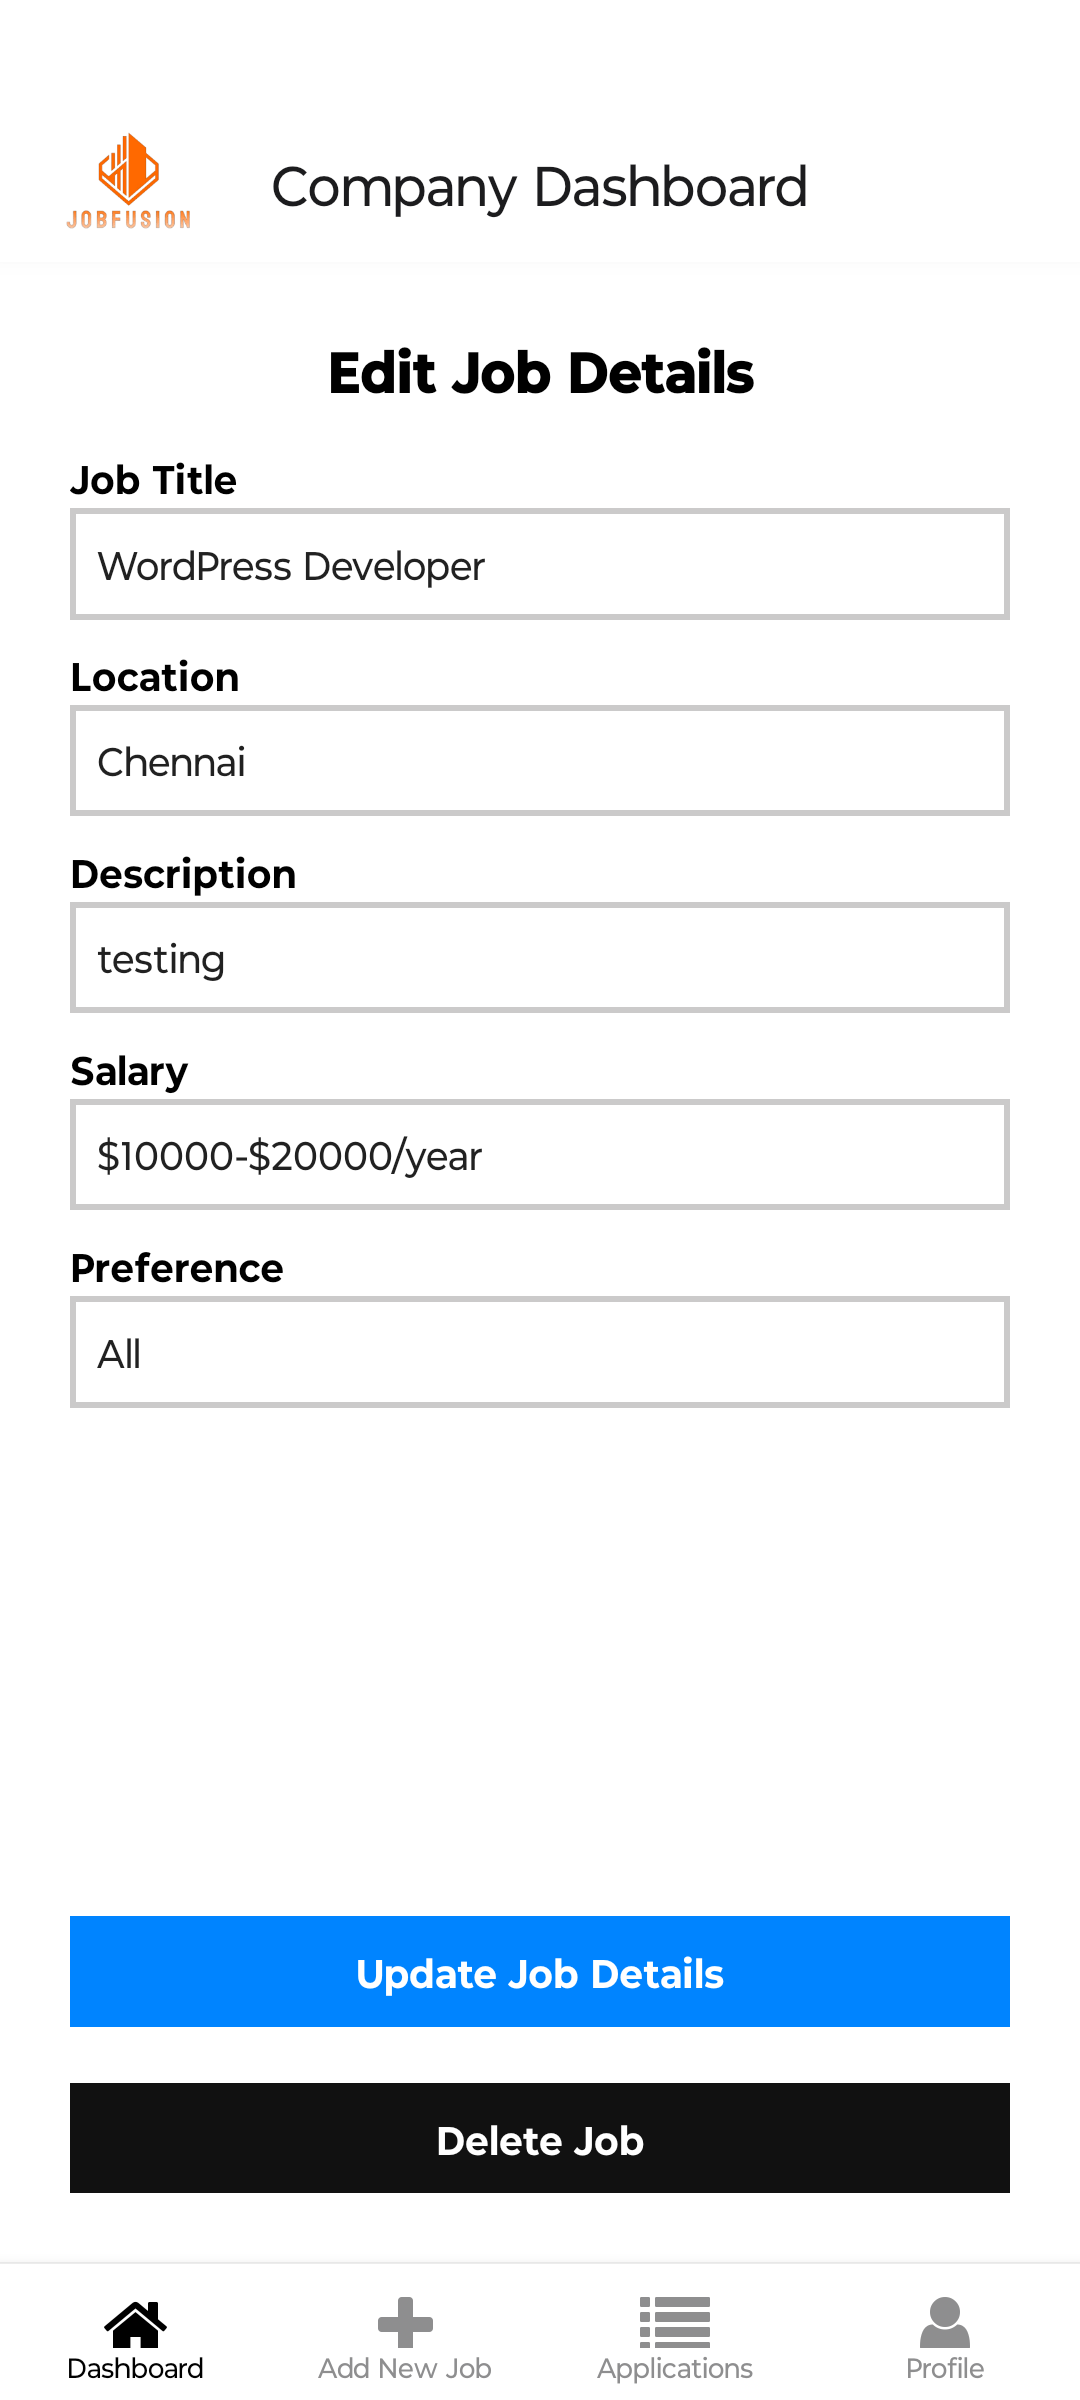 JOBFUSION
Company Dashboard
Edit Job Details
Job Title
WordPress Developer
Location
Chennai
Description
testing
Salary
$10000-$20000/year
Preference
All
Update Job Details
Delete Job
Dashboard
Add New Job
Applications
Profile